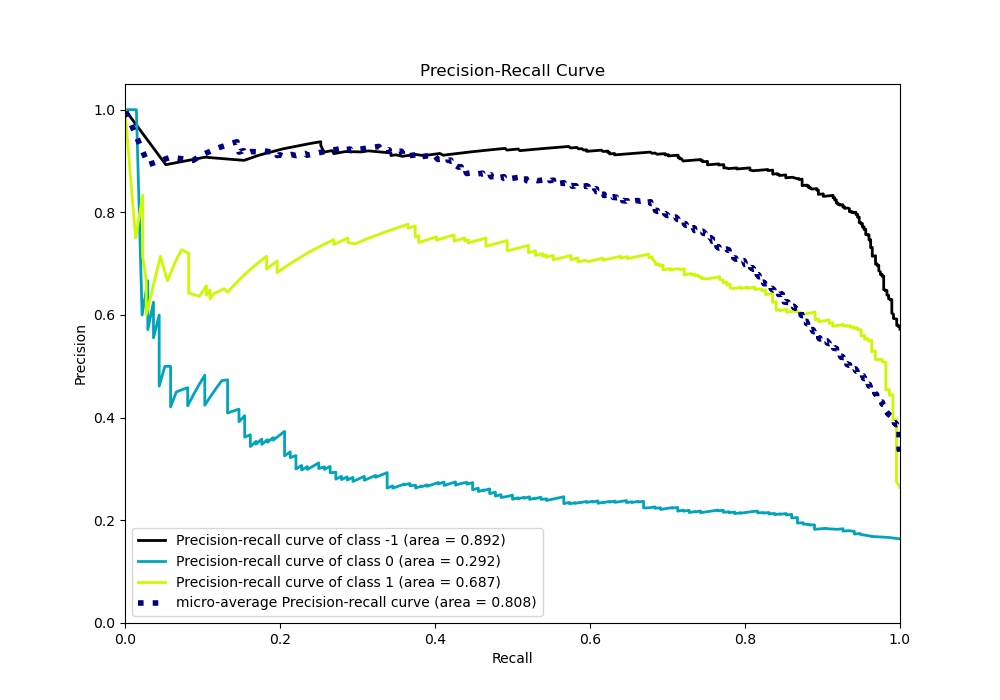 Precision-Recall Curve
1.0
0.8
0.6
0.4
0.2
0.0
Precision
Precision-recall curve of class -1 (area = 0.892)
Precision-recall curve of class 0 (area = 0.292)
Precision-recall curve of class 1 (area = 0.687)
micro-average Precision-recall curve (area = 0.808)
0.0 0.2 0.4 0.6 0.8 1.0
Recall